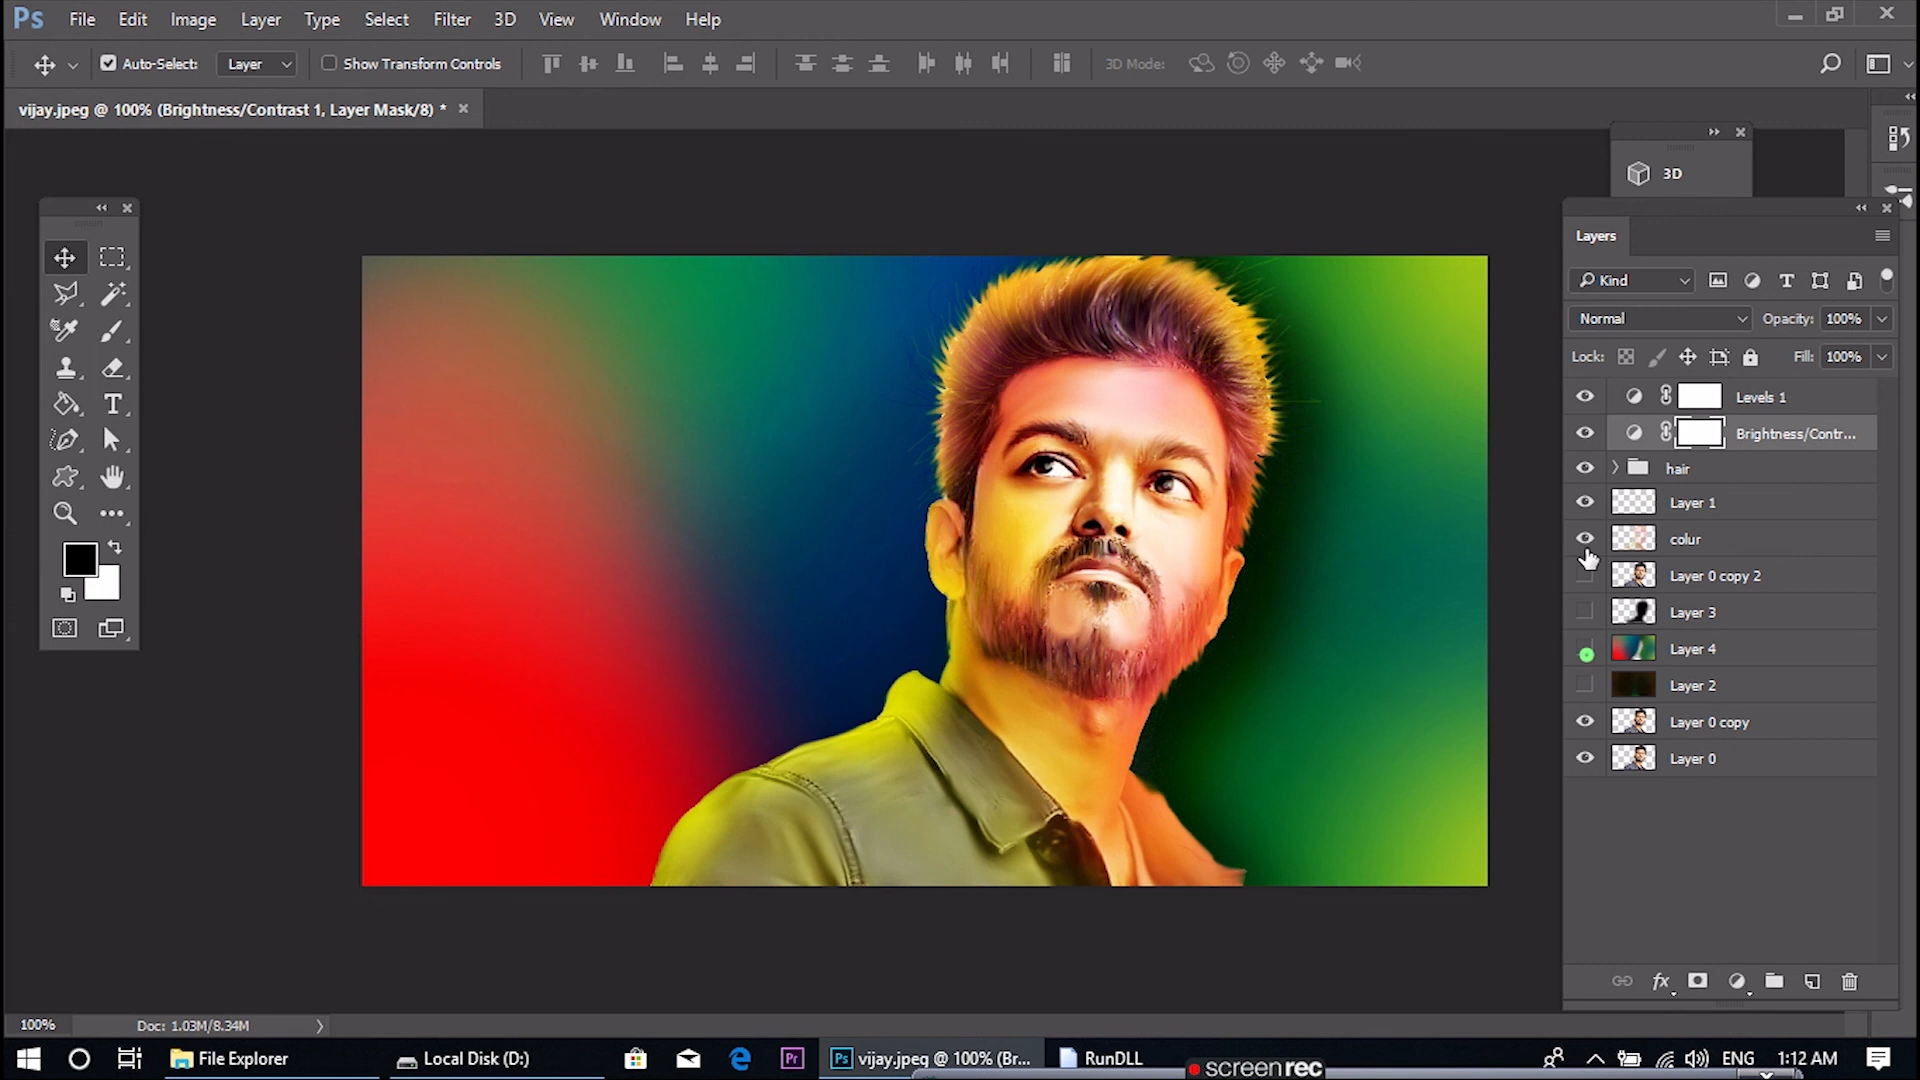 Ps File Edit Image Layer Type Select Filter 3D View Window Help
Auto-Select: Layer Show Transform Controls 3D Mode:
vijay.jpeg @ 100% (Brightness/Contrast 1, Layer Mask/8) *
3D
Layers
Kind
Normal Opacity: 100%
Lock: Fill: 100%
Levels 1
Brightness/Contr...
hair
Layer 1
colur
Layer 0 copy 2
Layer 3
Layer 4
Layer 2
Layer 0 copy
Layer 0
fx
100% Doc: 1.03M/8.34M
File Explorer Local Disk (D:) Pr Ps vijay.jpeg @ 100% (Br... RunDLL ENG 1:12 AM
screenrec